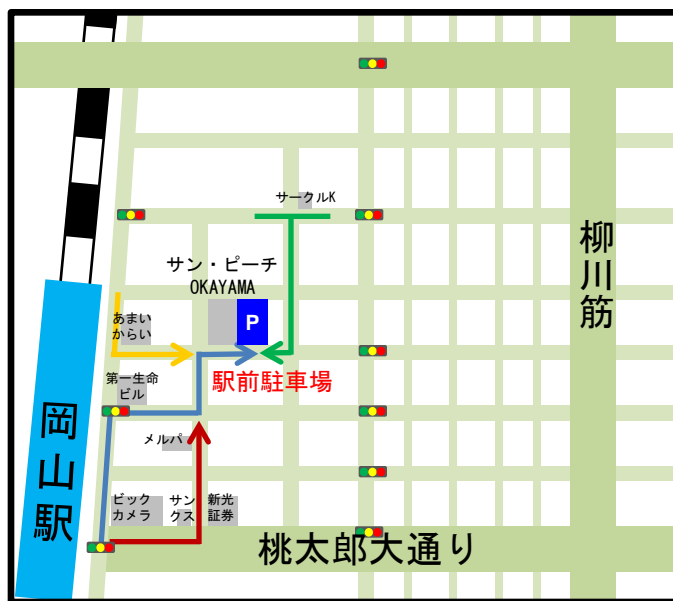 サークルK
サン・ピーチ
OKAYAMA
P
あまい
からい
駅前駐車場
第一生命
ビル
メルパ
ビック
カメラ
サン
クス
新光
証券
桃太郎大通り
岡山駅
柳川筋